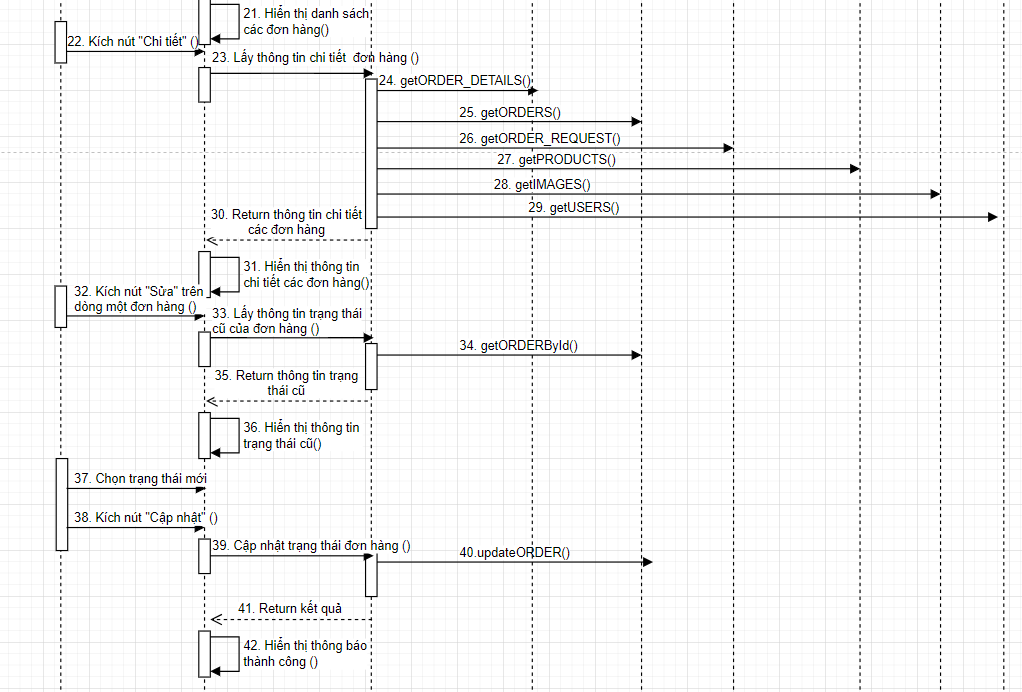 21. Hiển thị danh sách
các đơn hàng()
22. Kích nút "Chi tiết" ()
23. Lấy thông tin chi tiết đơn hàng ()
24. getORDER_DETAILS()
25. getORDERS()
26. getORDER_REQUEST()
27. getPRODUCTS()
28. getIMAGES()
29. getUSERS()
30. Return thông tin chi tiết
các đơn hàng
31. Hiển thị thông tin
chi tiết các đơn hàng()
32. Kích nút "Sửa" trên
dòng một đơn hàng ()
33. Lấy thông tin trạng thái
cũ của đơn hàng ()
34. getORDERById()
35. Return thông tin trạng
thái cũ
36. Hiển thị thông tin
trạng thái cũ()
37. Chọn trạng thái mới
38. Kích nút "Cập nhật" ()
39. Cập nhật trạng thái đơn hàng ()
40.updateORDER()
41. Return kết quả
42. Hiển thị thông báo
thành công ()